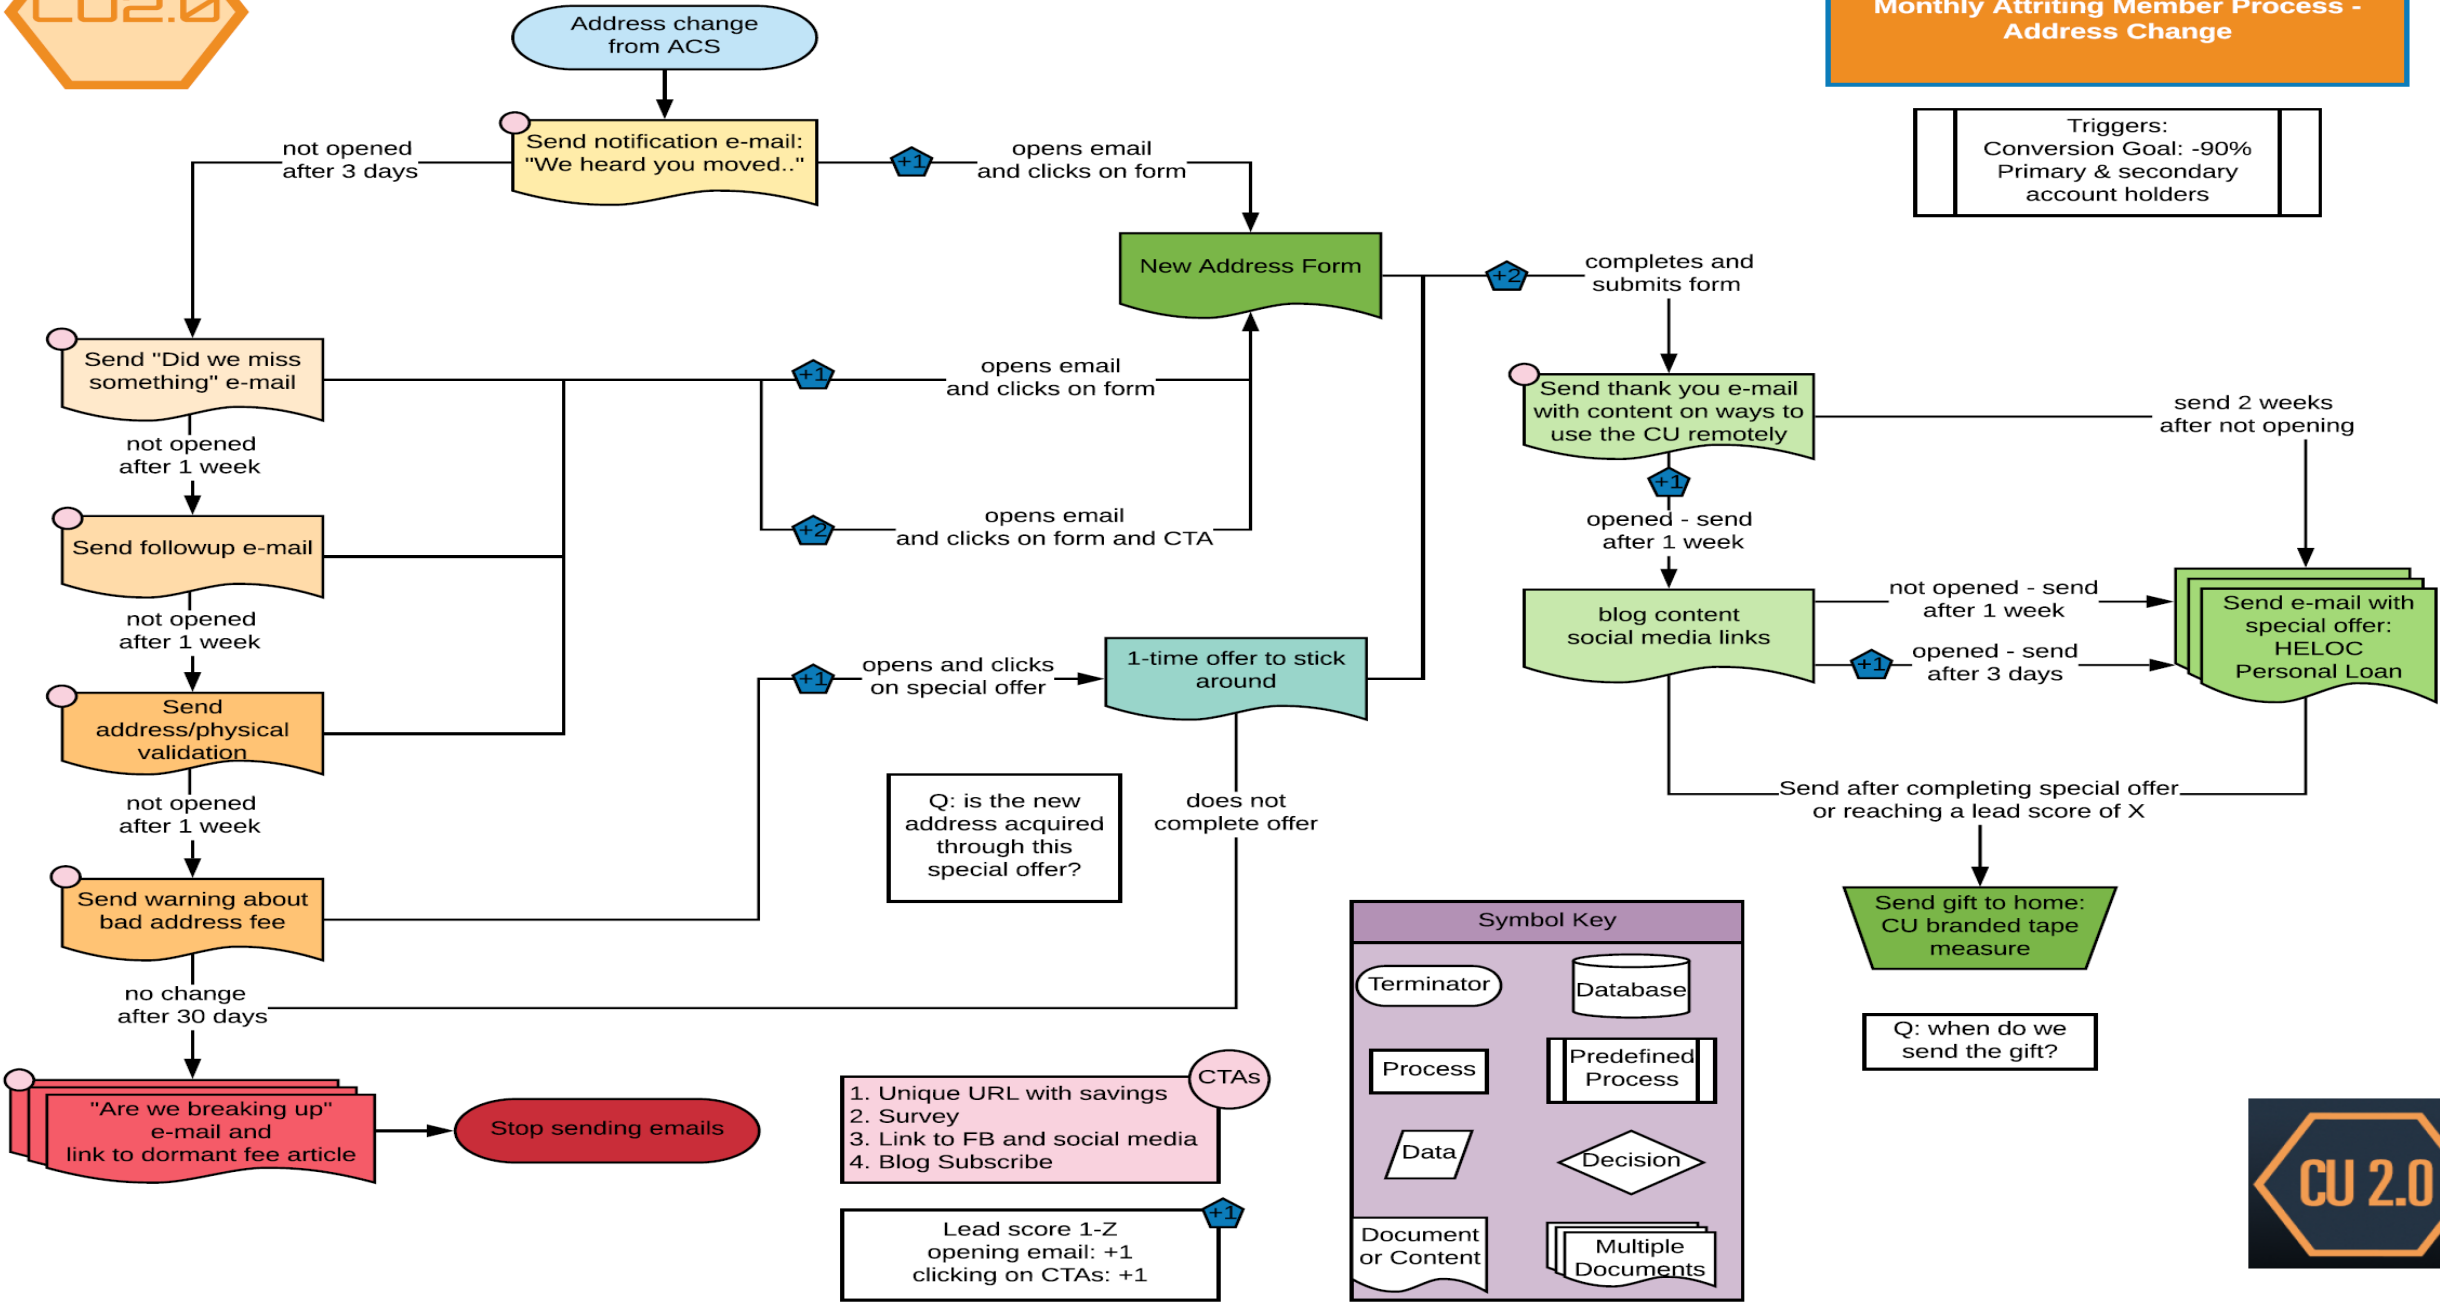 CU2.0
Address change
from ACS
Monthly Attriting Member Process -
Address Change
Triggers:
Conversion Goal: -90%
Primary & secondary
account holders
Send notification e-mail:
"We heard you moved.."
not opened
after 3 days
+1
opens email
and clicks on form
New Address Form
+2
completes and
submits form
Send "Did we miss
something" e-mail
+1
opens email
and clicks on form
not opened
after 1 week
+2
opens email
and clicks on form and CTA
Send followup e-mail
not opened
after 1 week
Send
address/physical
validation
not opened
after 1 week
Send warning about
bad address fee
+1
opens and clicks
on special offer
1-time offer to stick
around
does not
complete offer
Q: is the new
address acquired
through this
special offer?
no change
after 30 days
"Are we breaking up"
e-mail and
link to dormant fee article
Stop sending emails
Send thank you e-mail
with content on ways to
use the CU remotely
send 2 weeks
after not opening
+1
opened - send
after 1 week
blog content
social media links
not opened - send
after 1 week
+1
opened - send
after 3 days
Send e-mail with
special offer:
HELOC
Personal Loan
Send after completing special offer
or reaching a lead score of X
Send gift to home:
CU branded tape
measure
Q: when do we
send the gift?
CTAs
1. Unique URL with savings
2. Survey
3. Link to FB and social media
4. Blog Subscribe
+1
Lead score 1-Z
opening email: +1
clicking on CTAs: +1
Symbol Key
Terminator
Database
Process
Predefined
Process
Data
Decision
Document
or Content
Multiple
Documents
CU 2.0